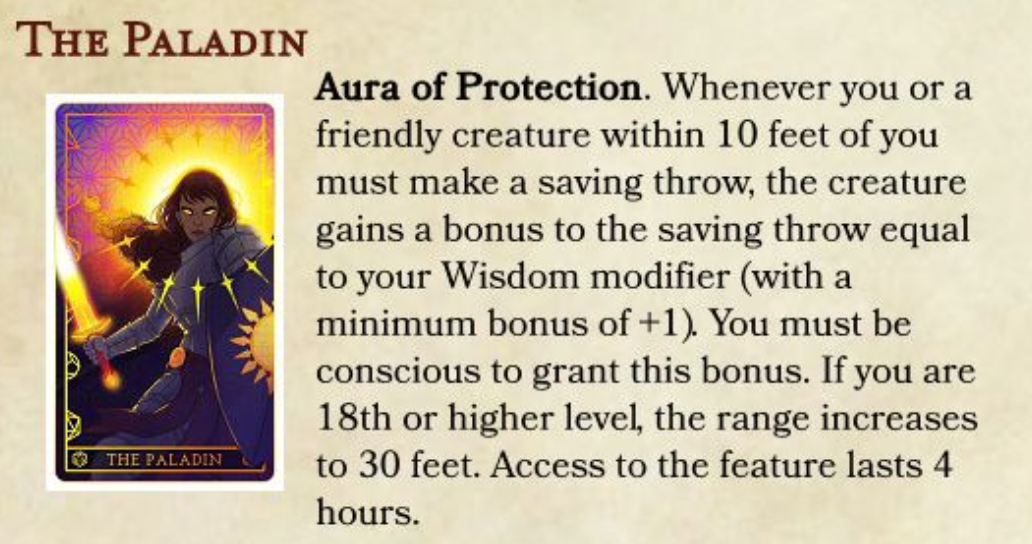 THE PALADIN
Aura of Protection. Whenever you or a
friendly creature within 10 feet of you
must make a saving throw, the creature
gains a bonus to the saving throw equal
to your Wisdom modifier (with a
minimum bonus of +1). You must be
conscious to grant this bonus. If you are
18th or higher level, the range increases
to 30 feet. Access to the feature lasts 4
hours.
THE PALADIN